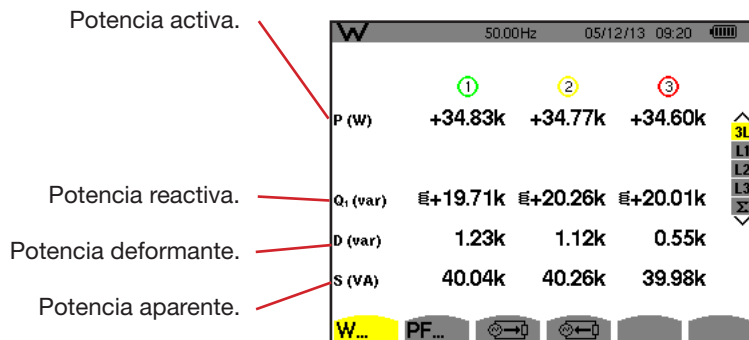 Potencia activa.
W 50.00Hz 05/12/13 09:20
1 2 3
P (W) +34.83k +34.77k +34.60k
3L
L1
L2
L3
Σ
Potencia reactiva.
Q₁ (var) +19.71k +20.26k +20.01k
Potencia deformante.
D (var) 1.23k 1.12k 0.55k
S (VA) 40.04k 40.26k 39.98k
Potencia aparente.
W... PF...